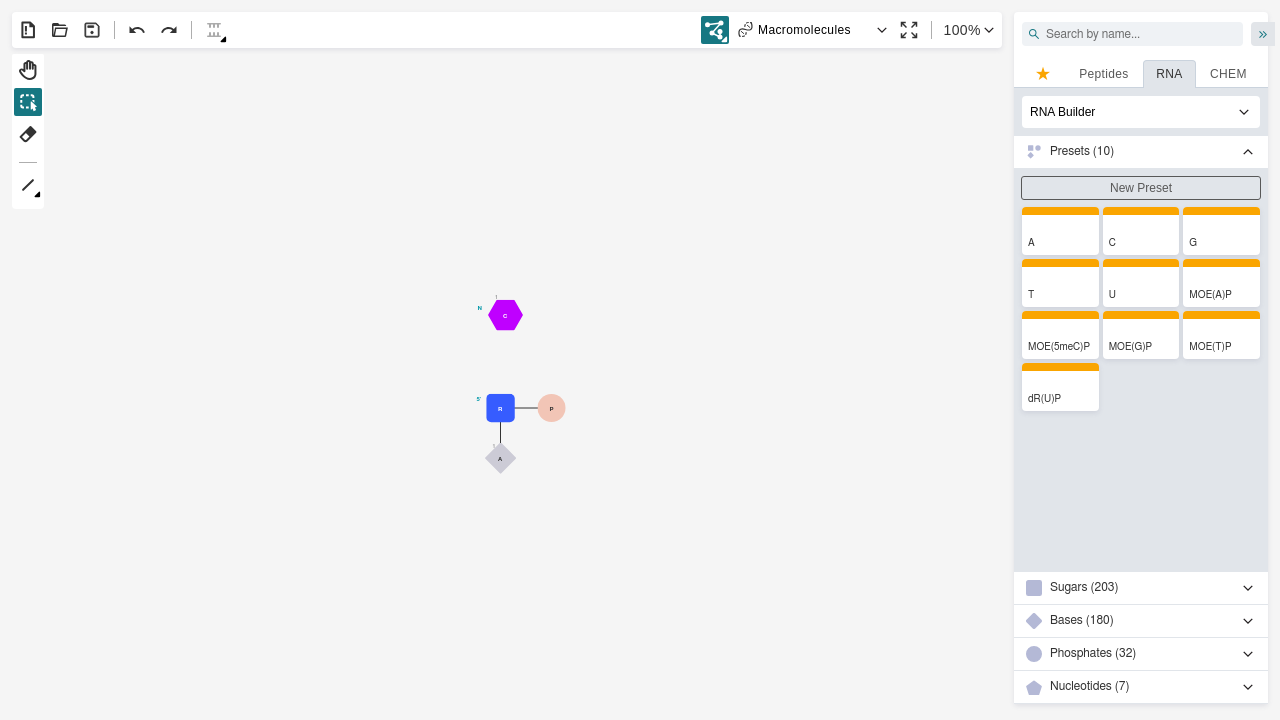 Macromolecules
100%
Search by name...
Peptides
RNA
CHEM
RNA Builder
Presets (10)
New Preset
A
C
G
T
U
MOE(A)P
MOE(5meC)P
MOE(G)P
MOE(T)P
dR(U)P
Sugars (203)
Bases (180)
Phosphates (32)
Nucleotides (7)
N
C
5'
R
P
A